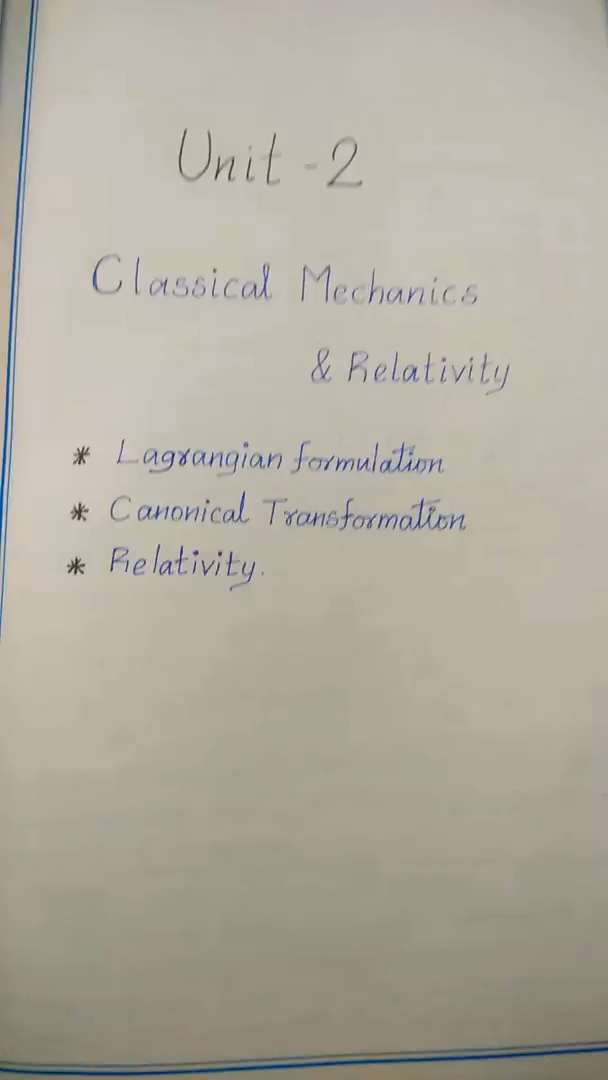 Unit - 2
Classical Mechanics
& Relativity
* Lagrangian formulation
* Canonical Transformation
* Relativity.